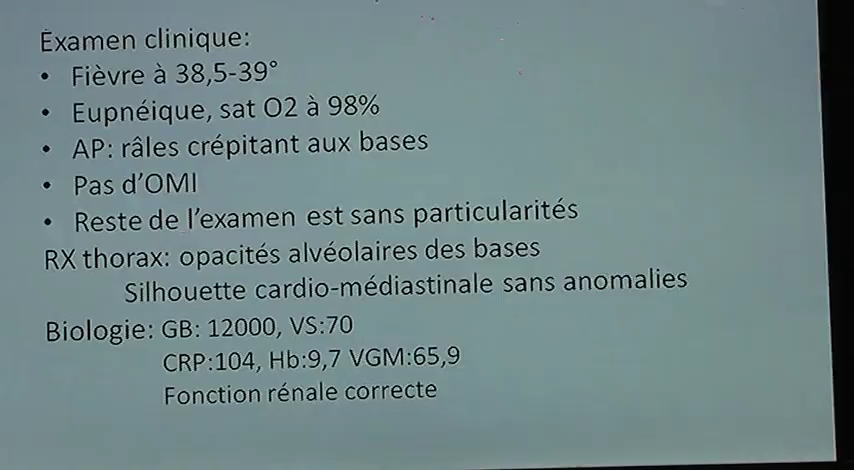 Examen clinique:
• Fièvre à 38,5-39°
• Eupnéique, sat O2 à 98%
• AP: râles crépitant aux bases
• Pas d'OMI
• Reste de l'examen est sans particularités
RX thorax: opacités alvéolaires des bases
Silhouette cardio-médiastinale sans anomalies
Biologie: GB: 12000, VS:70
CRP:104, Hb:9,7 VGM:65,9
Fonction rénale correcte